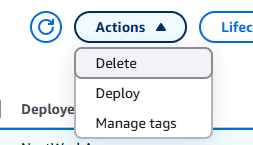 Actions
Lifec
Delete
Deploye
Deploy
Manage tags